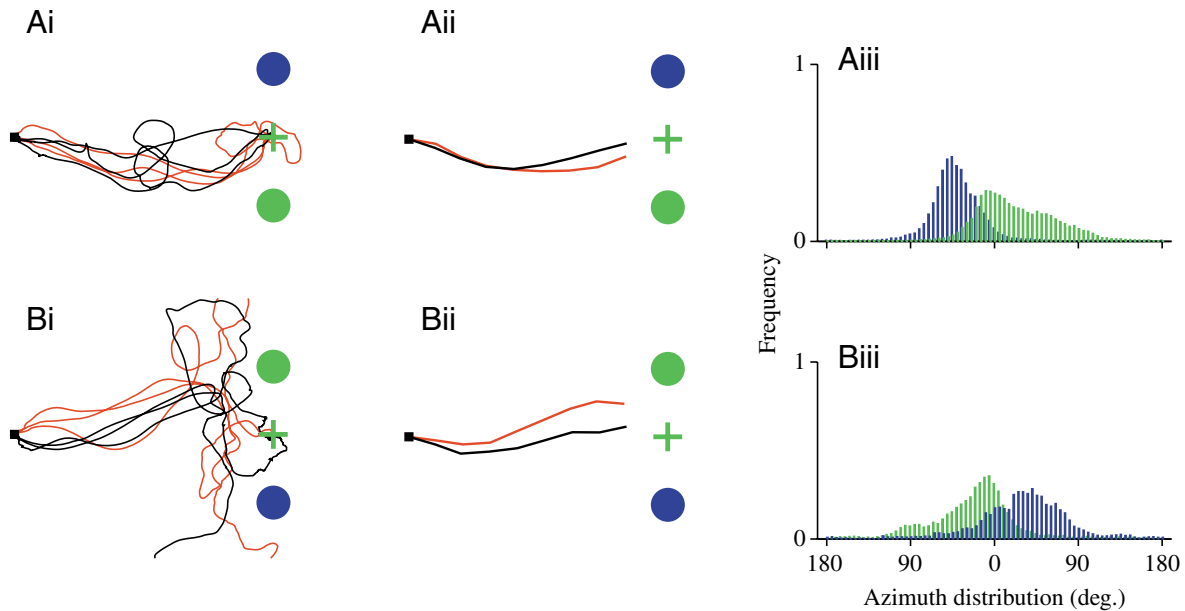 Ai
Aii
Aiii
1
0
Bi
Bii
Biii
1
0
Frequency
180 90 0 90 180
Azimuth distribution (deg.)